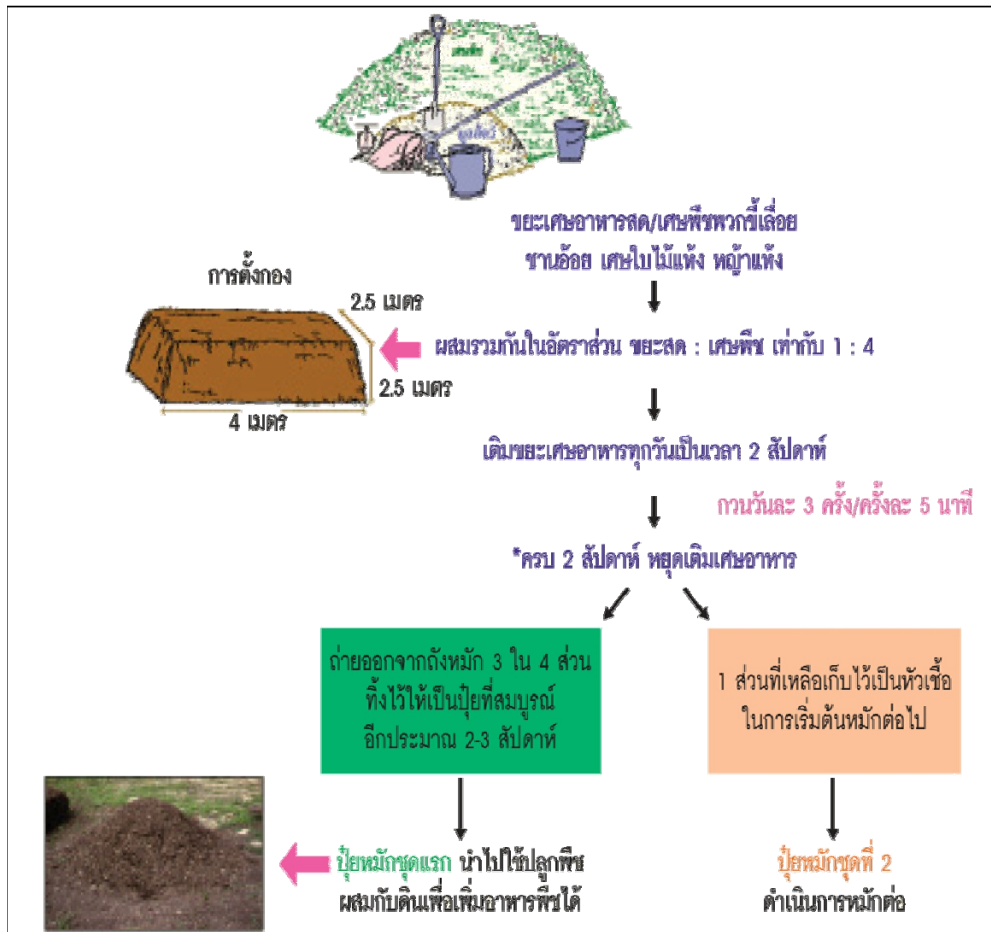 เศษพืช
มูลสัตว์
ขยะเศษอาหารสด/เศษพืชพวกขี้เลื่อย
ชานอ้อย เศษใบไม้แห้ง หญ้าแห้ง
การตั้งกอง
2.5 เมตร
2.5 เมตร
4 เมตร
ผสมรวมกันในอัตราส่วน ขยะสด : เศษพืช เท่ากับ 1 : 4
เติมขยะเศษอาหารทุกวันเป็นเวลา 2 สัปดาห์
กวนวันละ 3 ครั้ง/ครั้งละ 5 นาที
*ครบ 2 สัปดาห์ หยุดเติมเศษอาหาร
ถ่ายออกจากถังหมัก 3 ใน 4 ส่วน
ทิ้งไว้ให้เป็นปุ๋ยที่สมบูรณ์
อีกประมาณ 2-3 สัปดาห์
1 ส่วนที่เหลือเก็บไว้เป็นหัวเชื้อ
ในการเริ่มต้นหมักต่อไป
ปุ๋ยหมักชุดแรก นำไปใช้ปลูกพืช
ผสมกับดินเพื่อเพิ่มอาหารพืชได้
ปุ๋ยหมักชุดที่ 2
ดำเนินการหมักต่อ